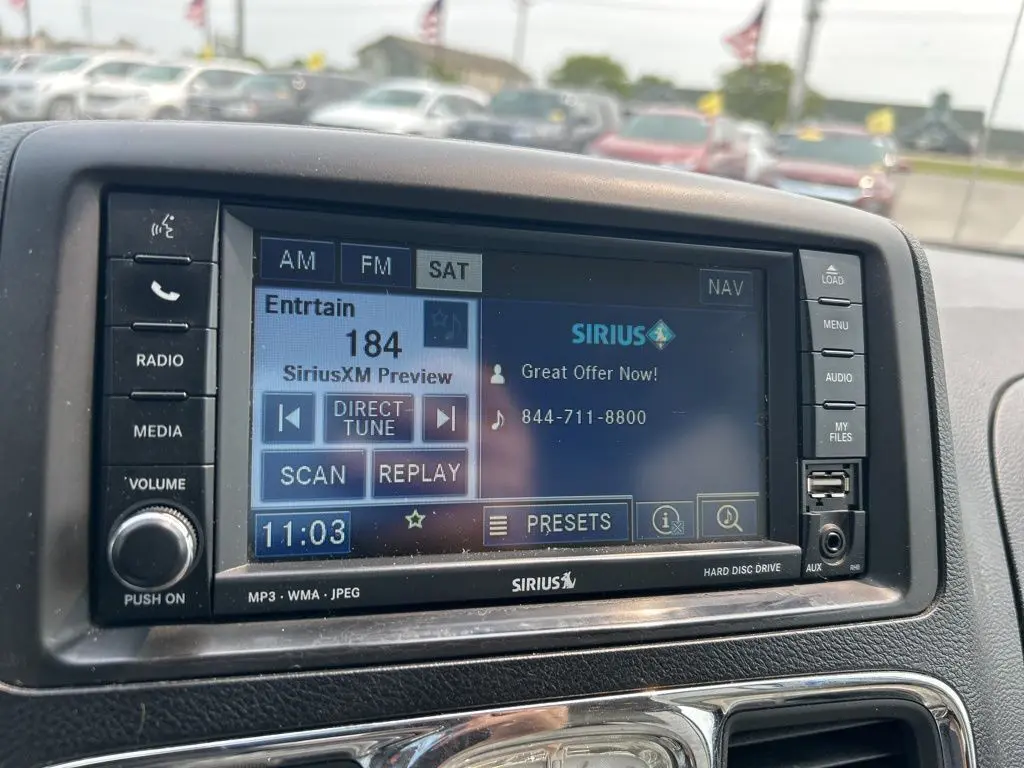 AM FM SAT NAV
Entrtain
184
SiriusXM Preview
DIRECT
TUNE
SCAN REPLAY
11:03
SIRIUS
Great Offer Now!
844-711-8800
PRESETS
RADIO
MEDIA
VOLUME
PUSH ON
LOAD
MENU
AUDIO
MY
FILES
AUX RHB
MP3 · WMA · JPEG
SIRIUS
HARD DISC DRIVE